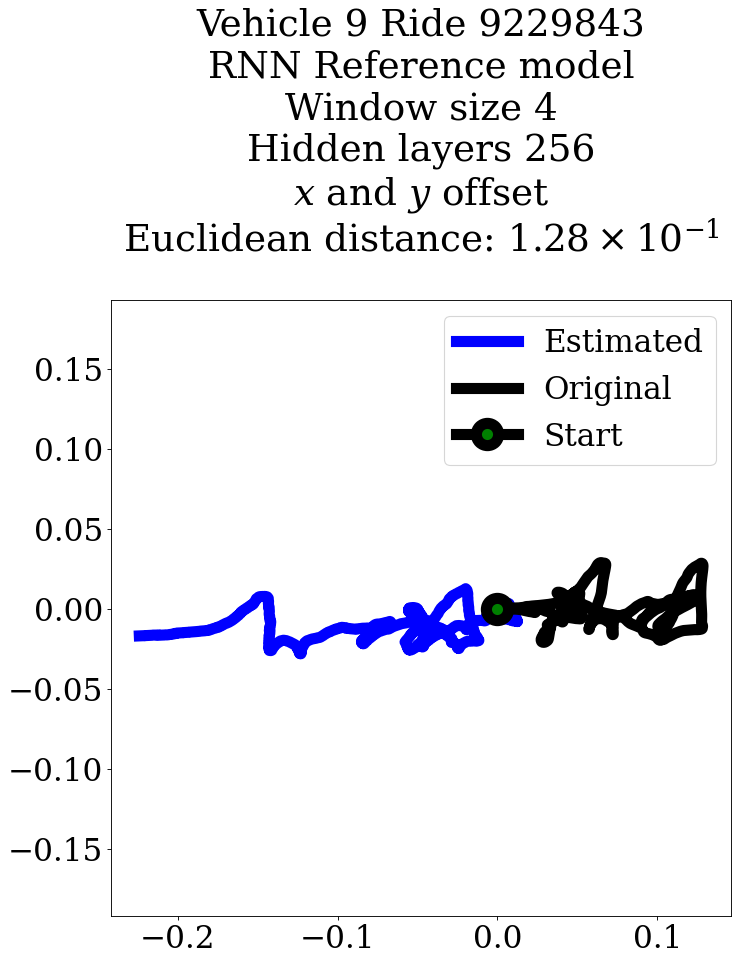 Vehicle 9 Ride 9229843
RNN Reference model
Window size 4
Hidden layers 256
x and y offset
Euclidean distance: 1.28 × 10⁻¹
Estimated
Original
Start
0.15
0.10
0.05
0.00
−0.05
−0.10
−0.15
−0.2 −0.1 0.0 0.1